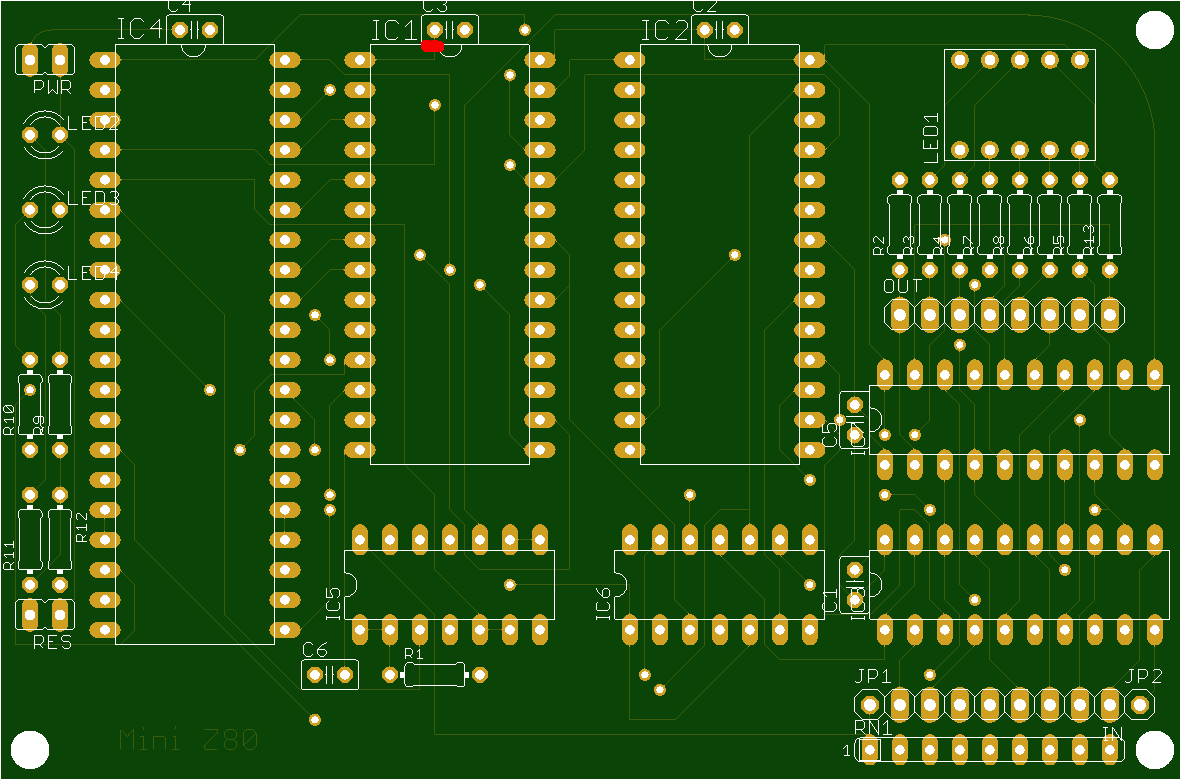 C4
C3
C2
IC4
IC1
IC2
PWR
LED2
LED1
LED3
R2
R3
R4
R7
R8
R6
R5
R13
LED4
OUT
R10
R9
C5
R11
R12
IC5
IC6
C1
RES
C6
R1
JP1
JP2
RN1
Mini Z80
IN
1